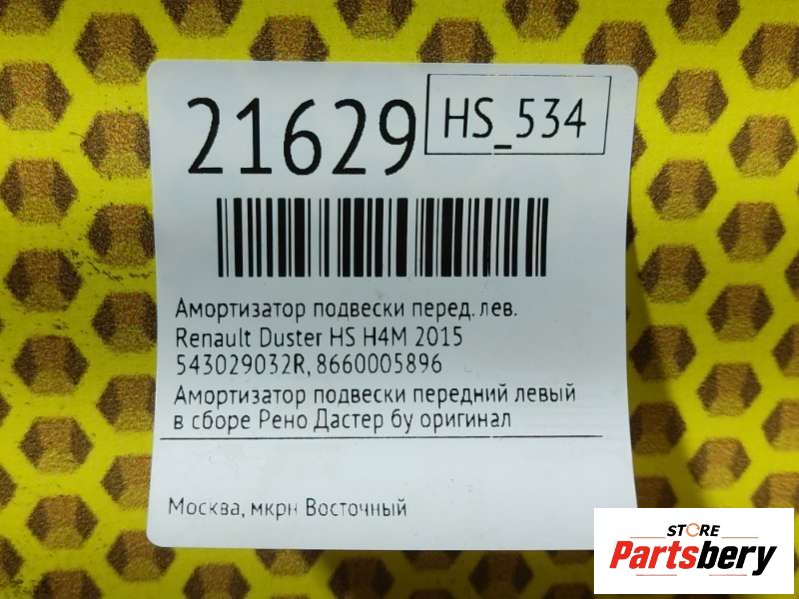 21629
HS_534
Амортизатор подвески перед. лев.
Renault Duster HS H4M 2015
543029032R, 8660005896
Амортизатор подвески передний левый
в сборе Рено Дастер бу оригинал
Москва, мкрн Восточный
STORE
Partsbery